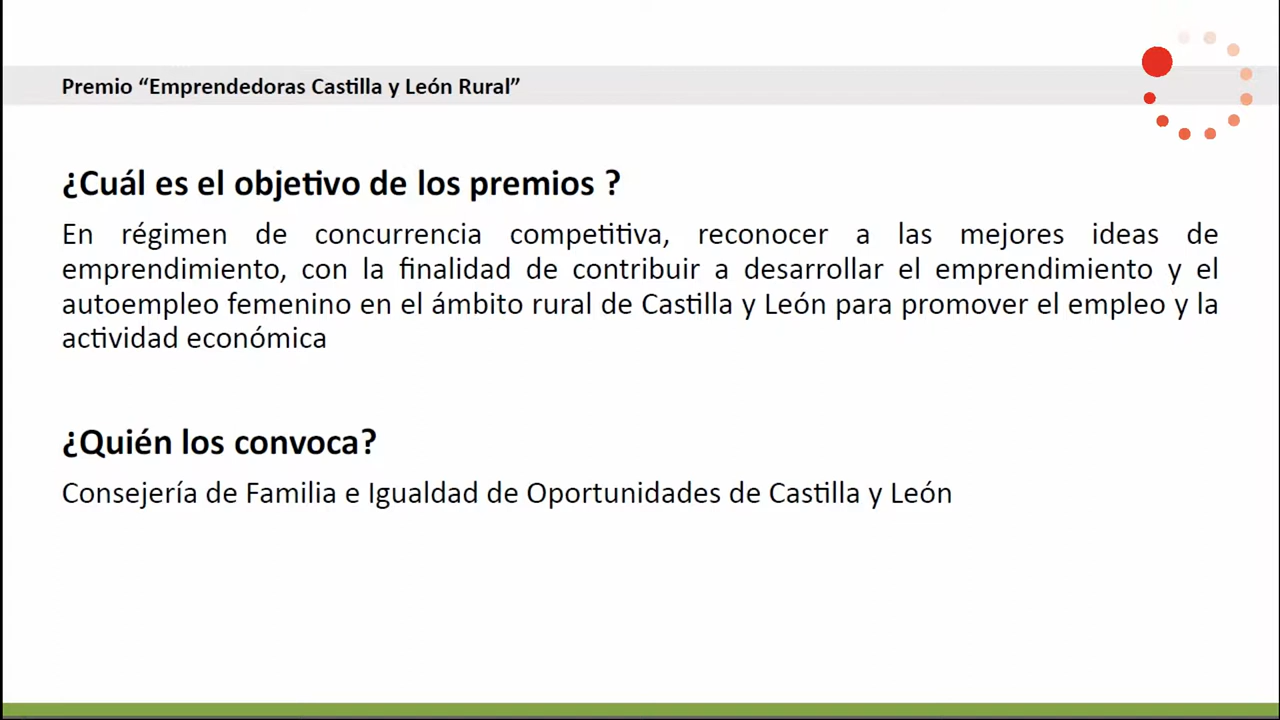 Premio “Emprendedoras Castilla y León Rural”
¿Cuál es el objetivo de los premios ?
En régimen de concurrencia competitiva, reconocer a las mejores ideas de
emprendimiento, con la finalidad de contribuir a desarrollar el emprendimiento y el
autoempleo femenino en el ámbito rural de Castilla y León para promover el empleo y la
actividad económica
¿Quién los convoca?
Consejería de Familia e Igualdad de Oportunidades de Castilla y León